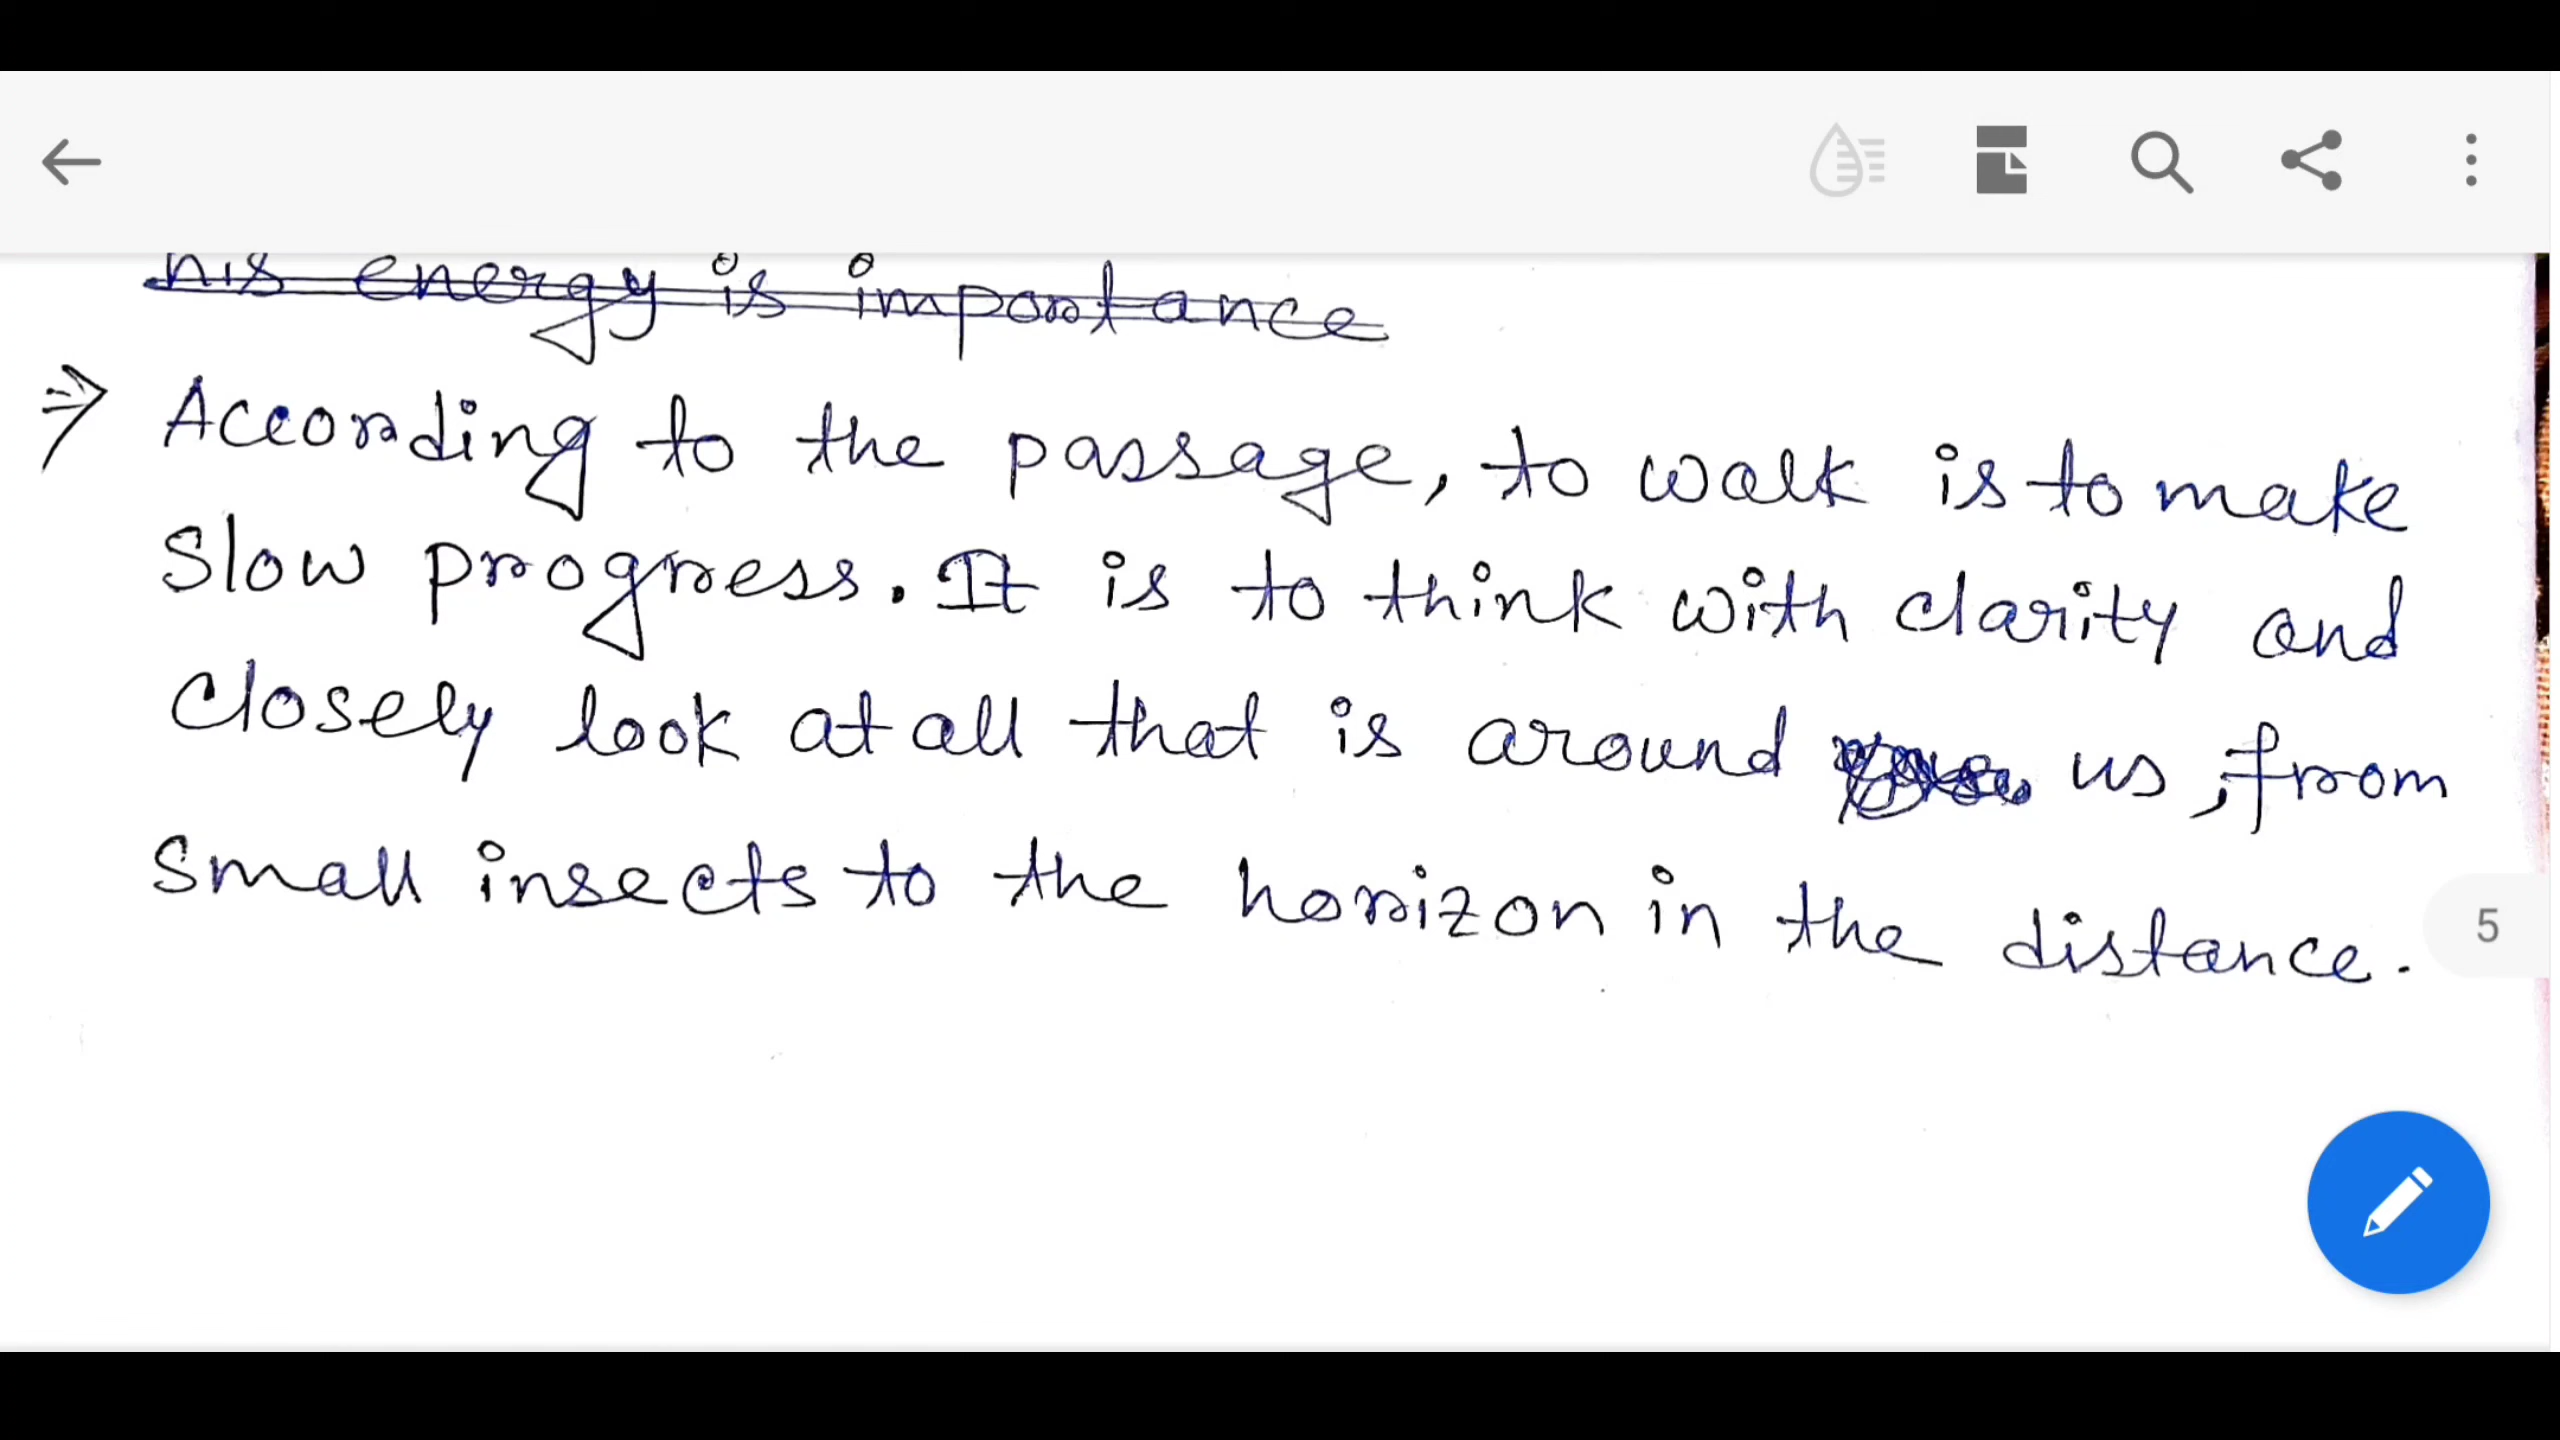 his energy is importance
⇒ According to the passage, to walk is to make
slow progress. It is to think with clarity and
closely look at all that is around us, from
small insects to the horizon in the distance.
5